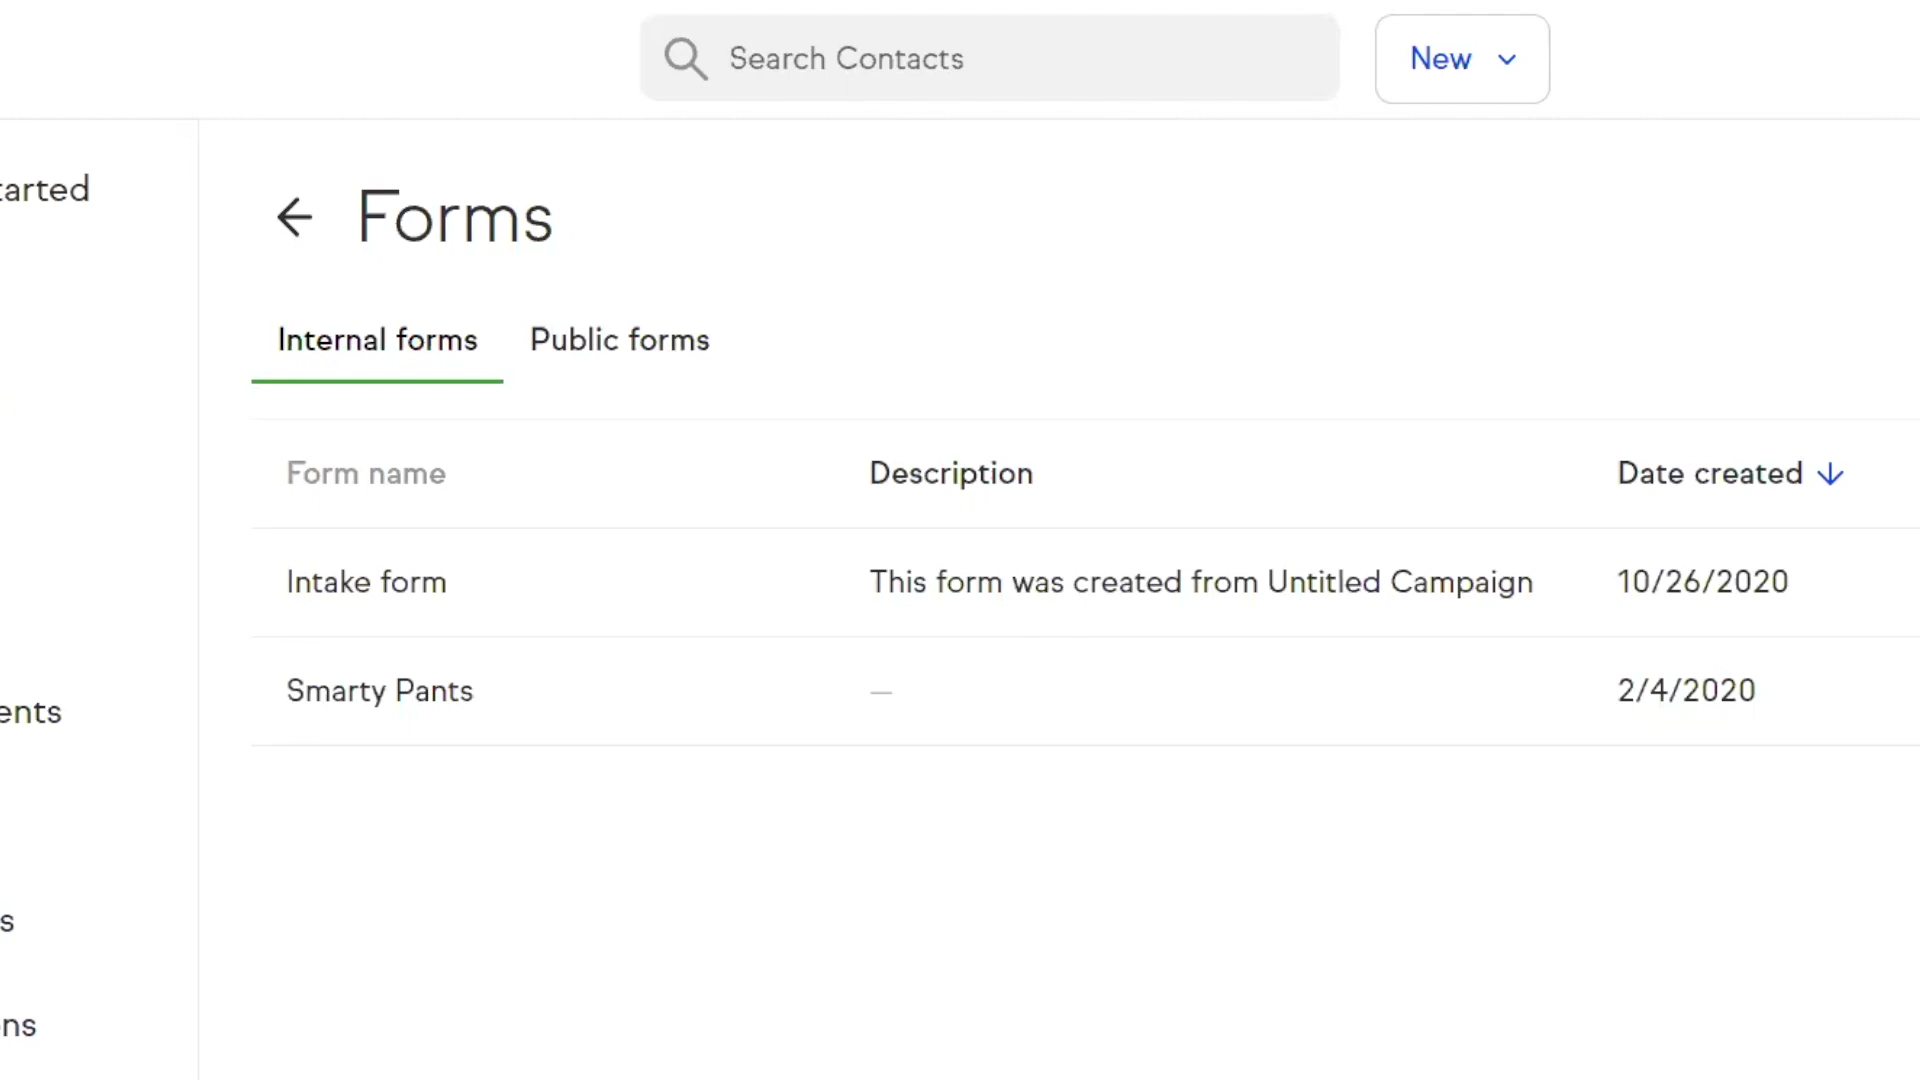 Search Contacts
New
tarted
Forms
Internal forms
Public forms
Form name
Description
Date created
Intake form
This form was created from Untitled Campaign
10/26/2020
Smarty Pants
—
2/4/2020
ents
s
ns